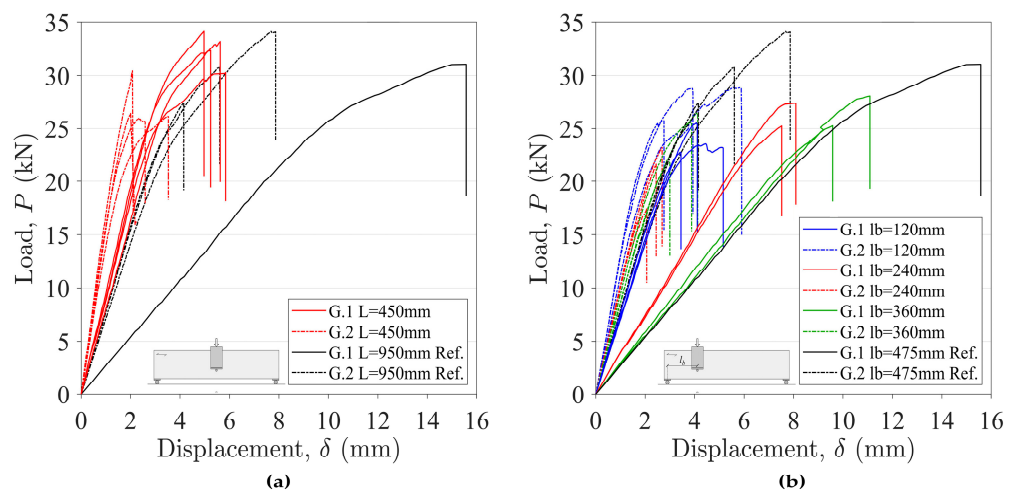 35
30
25
20
15
10
5
0
Load, P (kN)
G.1 L=450mm
G.2 L=450mm
G.1 L=950mm Ref.
G.2 L=950mm Ref.
0 2 4 6 8 10 12 14 16
Displacement, δ (mm)
(a)
35
30
25
20
15
10
5
0
Load, P (kN)
G.1 lb=120mm
G.2 lb=120mm
G.1 lb=240mm
G.2 lb=240mm
G.1 lb=360mm
G.2 lb=360mm
G.1 lb=475mm Ref.
G.2 lb=475mm Ref.
lb
0 2 4 6 8 10 12 14 16
Displacement, δ (mm)
(b)